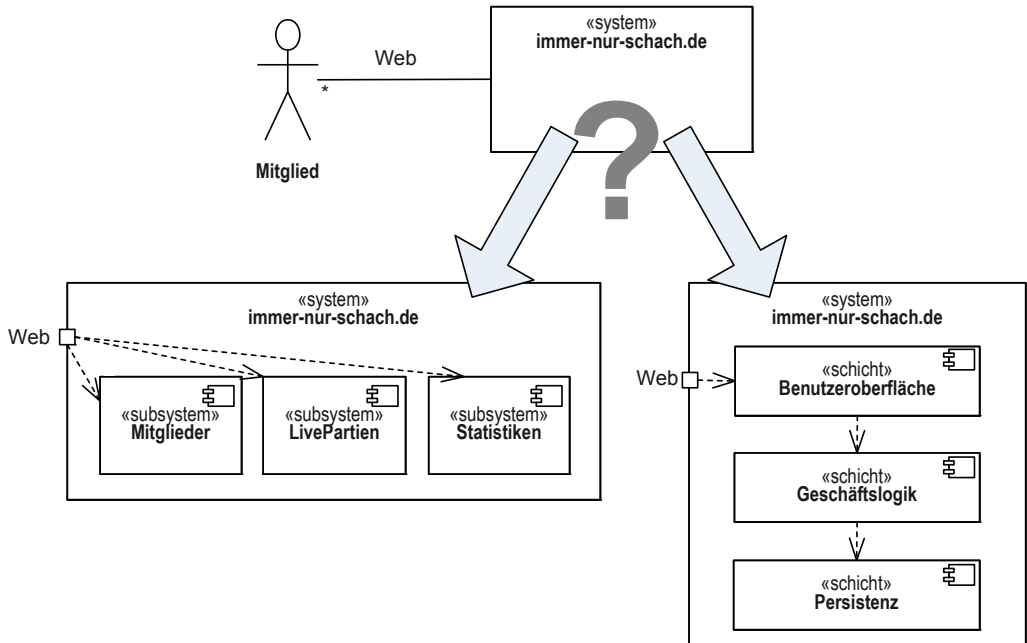 «system»
immer-nur-schach.de
Web
*
Mitglied
?
«system»
immer-nur-schach.de
Web
«subsystem»
Mitglieder
«subsystem»
LivePartien
«subsystem»
Statistiken
«system»
immer-nur-schach.de
Web
«schicht»
Benutzeroberfläche
«schicht»
Geschäftslogik
«schicht»
Persistenz